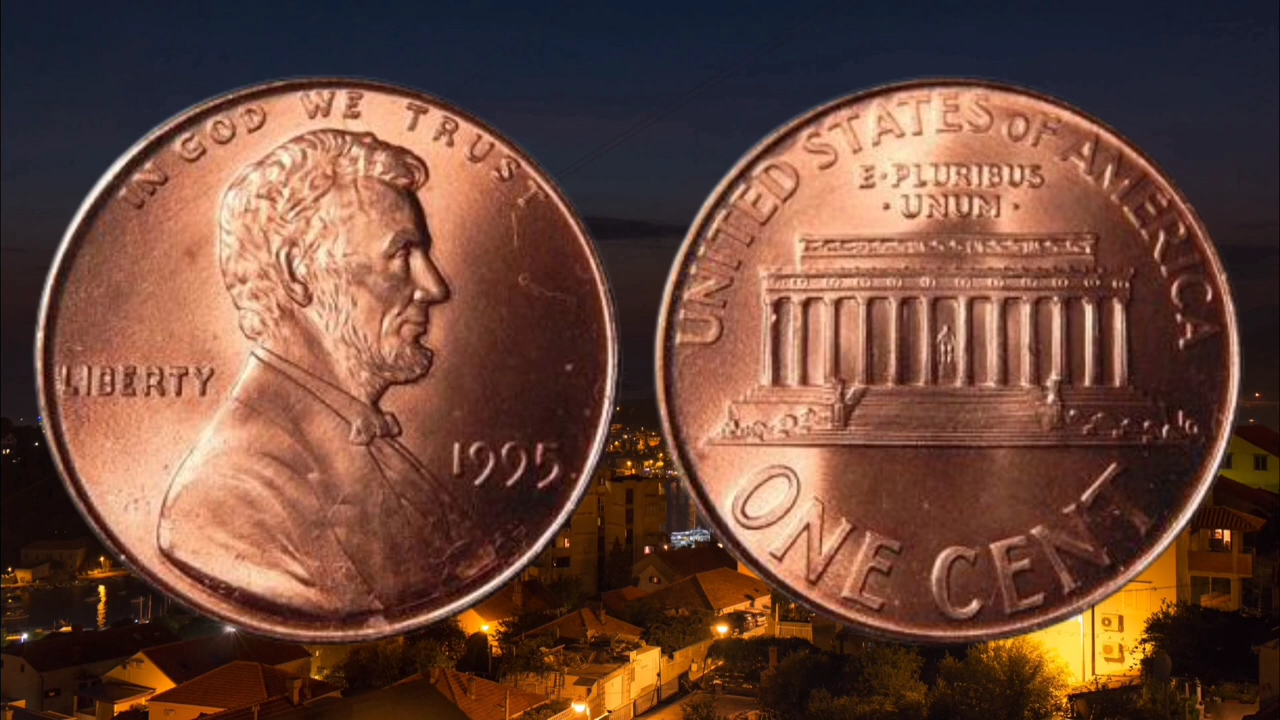 IN GOD WE TRUST
LIBERTY
1995
UNITED STATES OF AMERICA
E·PLURIBUS
·UNUM·
ONE CENT